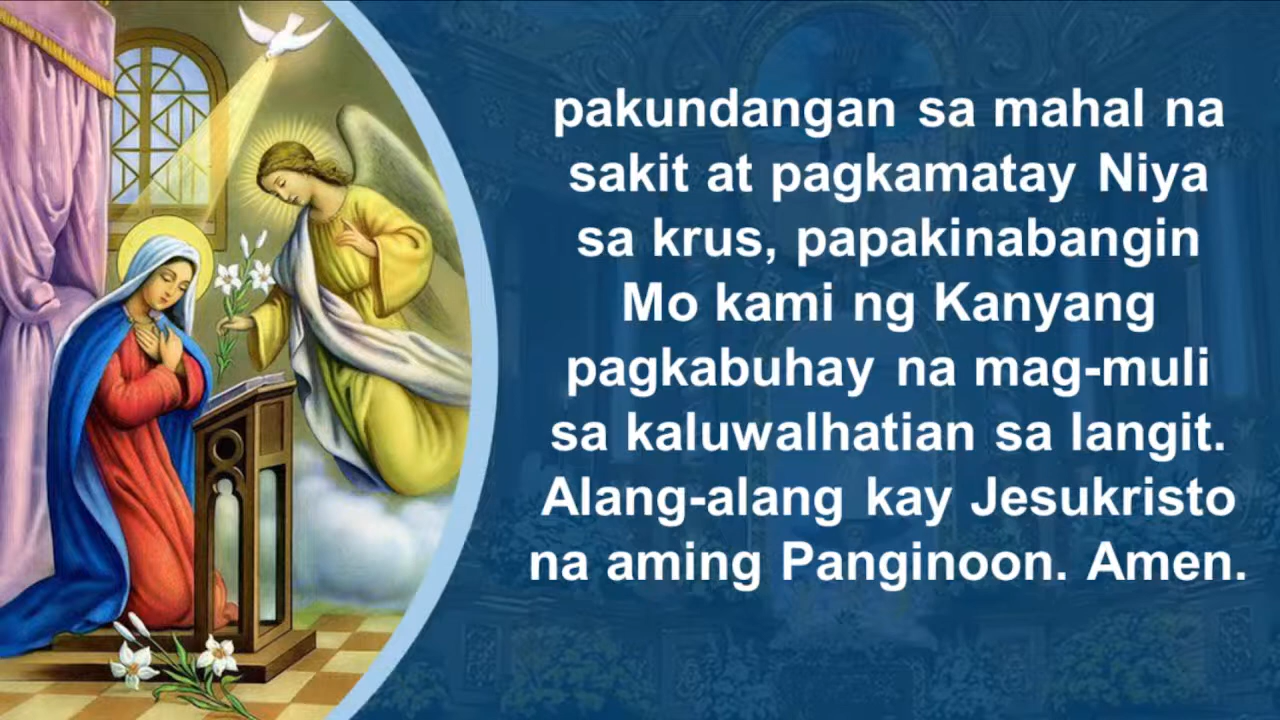 pakundangan sa mahal na
sakit at pagkamatay Niya
sa krus, papakinabangin
Mo kami ng Kanyang
pagkabuhay na mag-muli
sa kaluwalhatian sa langit.
Alang-alang kay Jesukristo
na aming Panginoon. Amen.